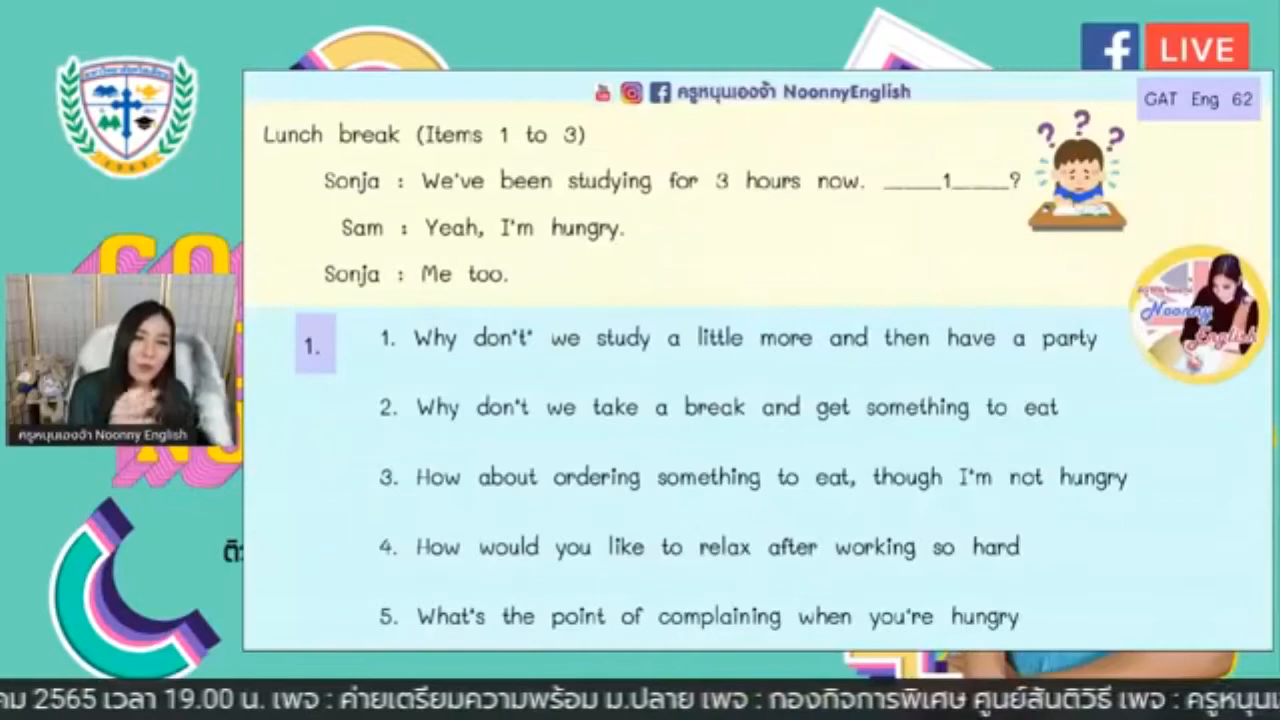 LIVE
ครูหนุนเองจ้า NoonnyEnglish
GAT Eng 62
Lunch break (Items 1 to 3)
Sonja : We've been studying for 3 hours now. _____1_____?
Sam : Yeah, I'm hungry.
Sonja : Me too.
1.
1. Why don't' we study a little more and then have a party
2. Why don't we take a break and get something to eat
3. How about ordering something to eat, though I'm not hungry
4. How would you like to relax after working so hard
5. What's the point of complaining when you're hungry
Noonny
English
ครูหนุนเองจ้า Noonny English
คม 2565 เวลา 19.00 น. เพจ : ค่ายเตรียมความพร้อม ม.ปลาย เพจ : กองกิจการพิเศษ ศูนย์สันติวิธี เพจ : ครูหนุน